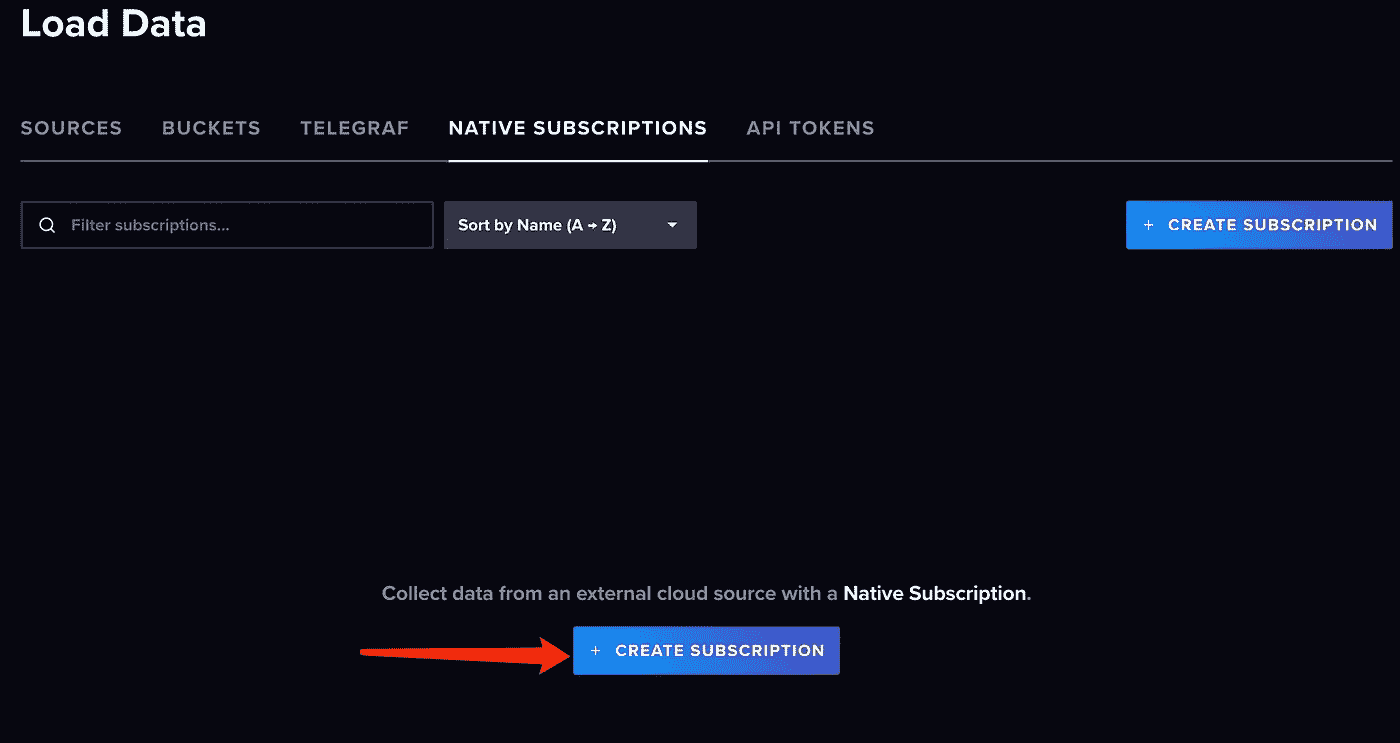 Load Data
SOURCES BUCKETS TELEGRAF NATIVE SUBSCRIPTIONS API TOKENS
Filter subscriptions... Sort by Name (A → Z) + CREATE SUBSCRIPTION
Collect data from an external cloud source with a Native Subscription.
+ CREATE SUBSCRIPTION